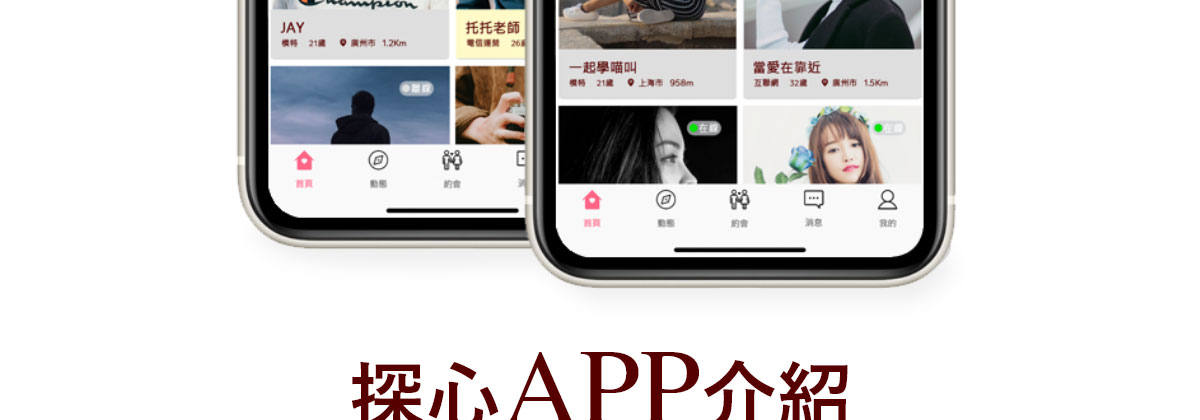 Champion
JAY
模特 21歲 廣州市 1.2Km
托托老師
電信運營 26歲
離線
首頁 動態 約會
一起學喵叫
模特 21歲 上海市 958m
當愛在靠近
互聯網 32歲 廣州市 1.5Km
在線
在線
首頁 動態 約會 消息 我的
探心APP介紹